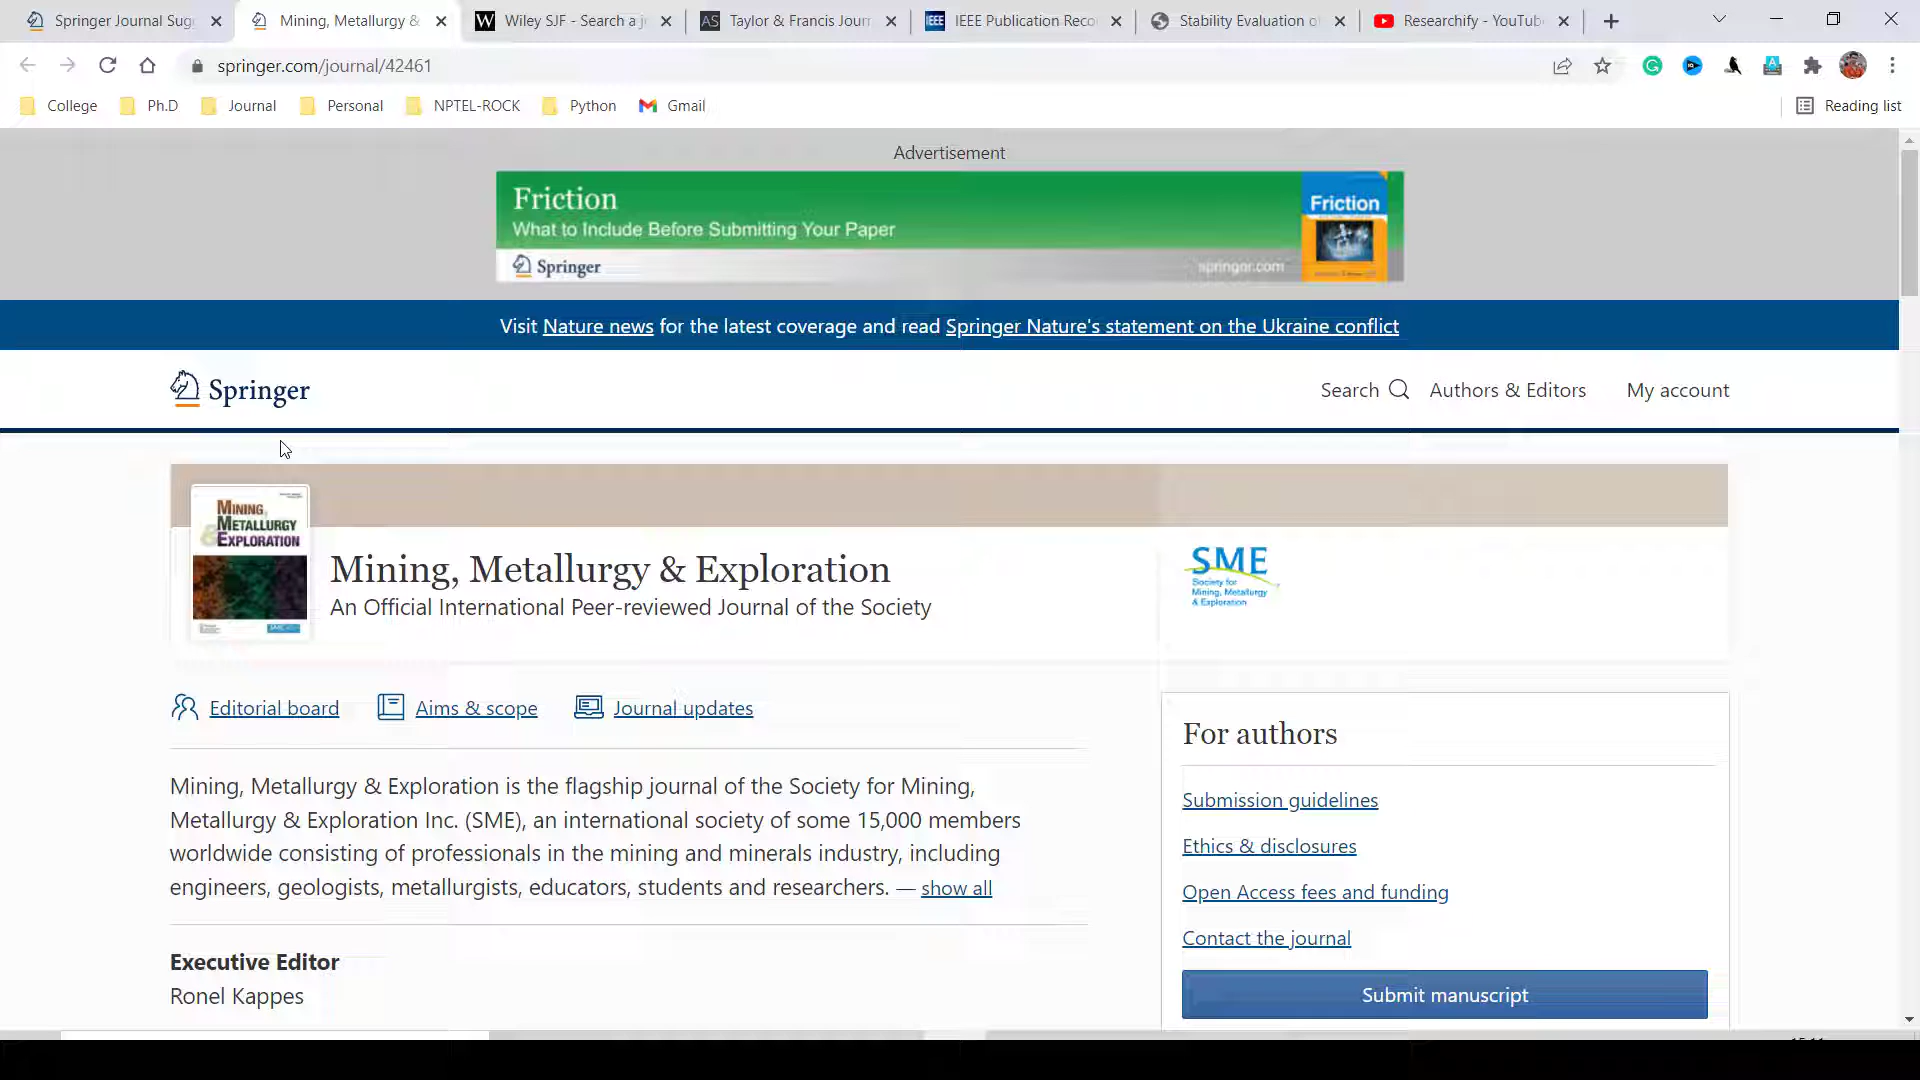 Springer Journal Sug
Mining, Metallurgy &
Wiley SJF - Search a j
Taylor & Francis Journ
IEEE Publication Reco
Stability Evaluation o
Researchify - YouTub
springer.com/journal/42461
College
Ph.D
Journal
Personal
NPTEL-ROCK
Python
Gmail
Reading list
Advertisement
Friction
What to Include Before Submitting Your Paper
Springer
springer.com
Friction
Visit Nature news for the latest coverage and read Springer Nature's statement on the Ukraine conflict
Springer
Search
Authors & Editors
My account
MINING,
METALLURGY
& EXPLORATION
Mining, Metallurgy & Exploration
An Official International Peer-reviewed Journal of the Society
SME
Society for
Mining, Metallurgy
& Exploration
Editorial board
Aims & scope
Journal updates
Mining, Metallurgy & Exploration is the flagship journal of the Society for Mining,
Metallurgy & Exploration Inc. (SME), an international society of some 15,000 members
worldwide consisting of professionals in the mining and minerals industry, including
engineers, geologists, metallurgists, educators, students and researchers. — show all
Executive Editor
Ronel Kappes
For authors
Submission guidelines
Ethics & disclosures
Open Access fees and funding
Contact the journal
Submit manuscript